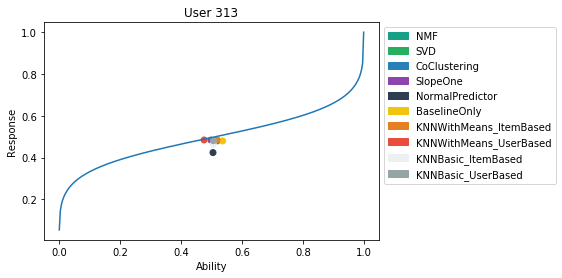 User 313
1.0
0.8
0.6
0.4
0.2
Response
0.0 0.2 0.4 0.6 0.8 1.0
Ability
NMF
SVD
CoClustering
SlopeOne
NormalPredictor
BaselineOnly
KNNWithMeans_ItemBased
KNNWithMeans_UserBased
KNNBasic_ItemBased
KNNBasic_UserBased